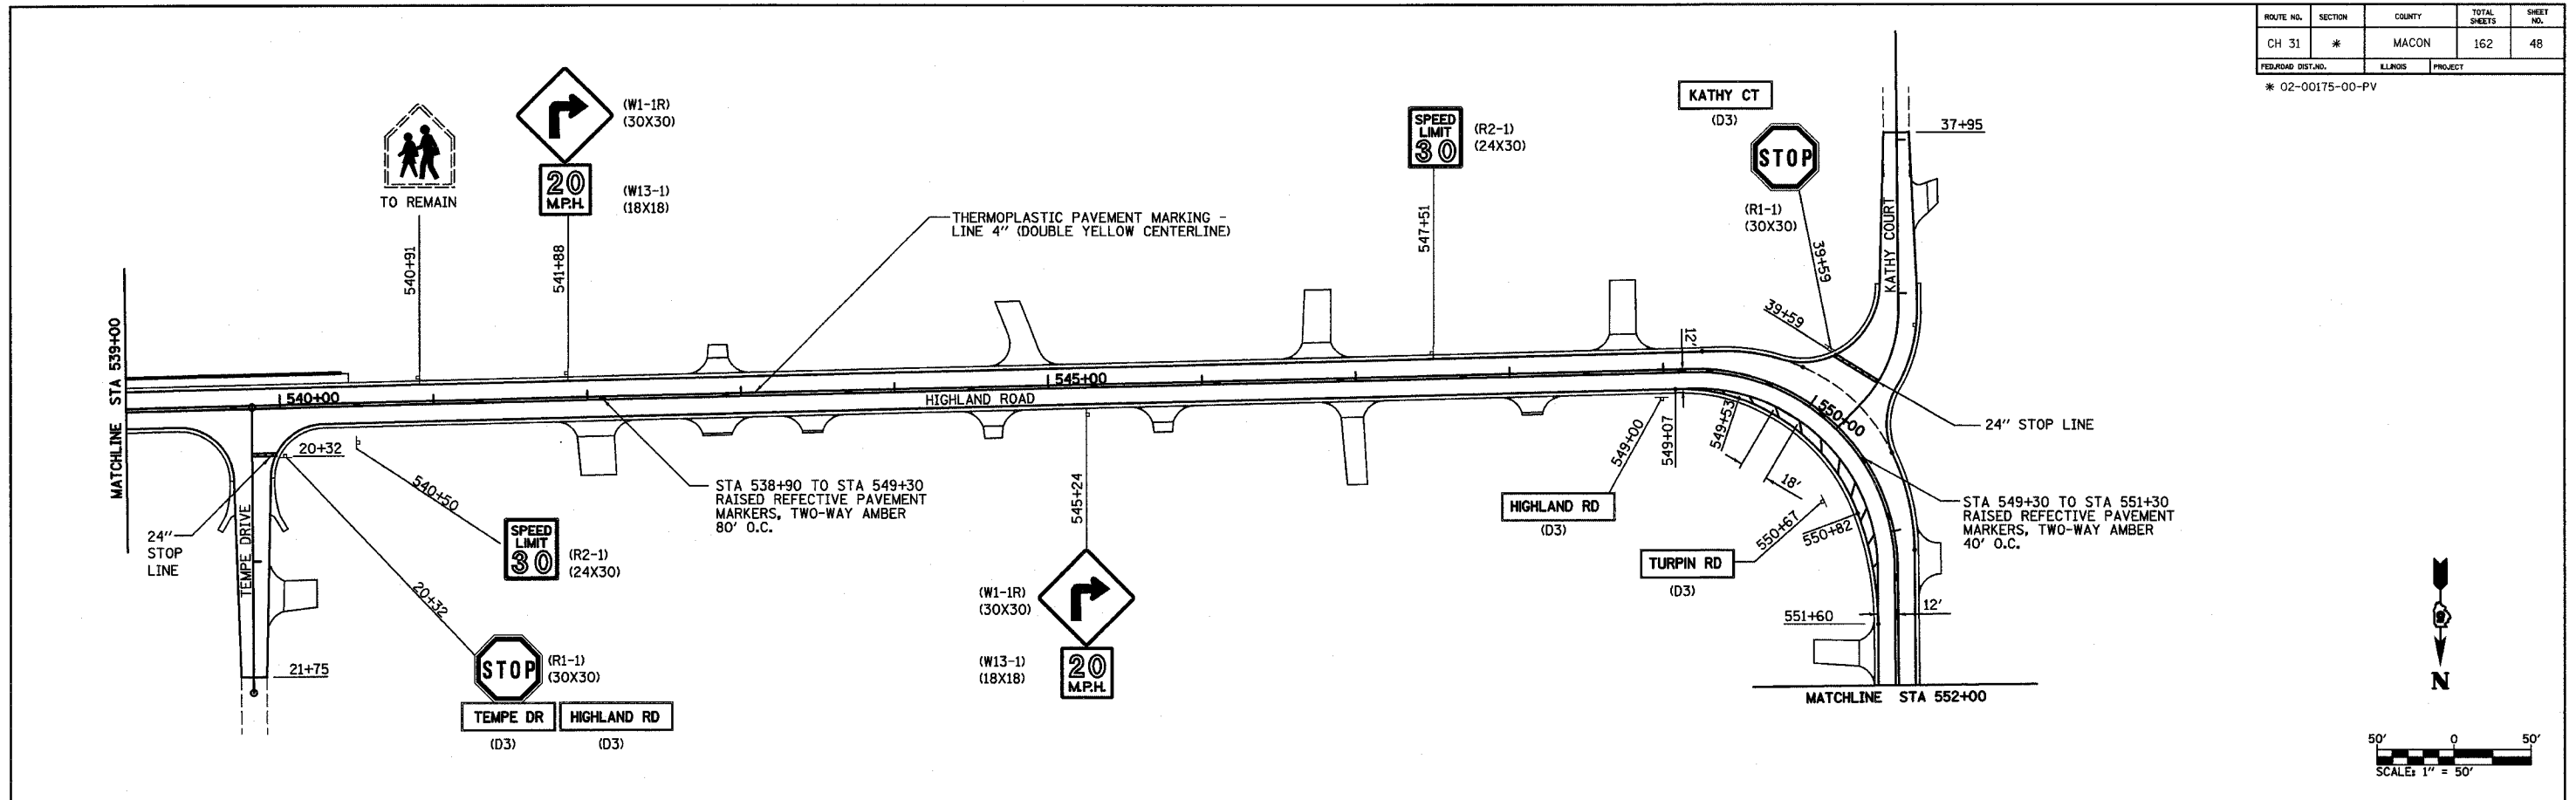 ROUTE NO. SECTION COUNTY TOTAL SHEETS SHEET NO.
CH 31 * MACON 162 48
FED.ROAD DIST.NO. ILLINOIS PROJECT
* 02-00175-00-PV
(W1-1R)
(30X30)
20
M.P.H.
(W13-1)
(18X18)
TO REMAIN
540+91
541+88
THERMOPLASTIC PAVEMENT MARKING -
LINE 4" (DOUBLE YELLOW CENTERLINE)
SPEED
LIMIT
30
(R2-1)
(24X30)
547+51
KATHY CT
(D3)
STOP
(R1-1)
(30X30)
39+59
39+59
37+95
KATHY COURT
12'
MATCHLINE STA 539+00
540+00
545+00
HIGHLAND ROAD
550+00
24" STOP LINE
20+32
24"
STOP
LINE
TEMPE DRIVE
21+75
540+50
SPEED
LIMIT
30
(R2-1)
(24X30)
20+32
STOP
(R1-1)
(30X30)
TEMPE DR
HIGHLAND RD
(D3)
(D3)
STA 538+90 TO STA 549+30
RAISED REFECTIVE PAVEMENT
MARKERS, TWO-WAY AMBER
80' O.C.
545+24
(W1-1R)
(30X30)
(W13-1)
(18X18)
20
M.P.H.
549+00
549+07
549+53
18'
HIGHLAND RD
(D3)
550+67
550+82
TURPIN RD
(D3)
STA 549+30 TO STA 551+30
RAISED REFECTIVE PAVEMENT
MARKERS, TWO-WAY AMBER
40' O.C.
551+60
12'
MATCHLINE STA 552+00
N
50' 0 50'
SCALE: 1" = 50'